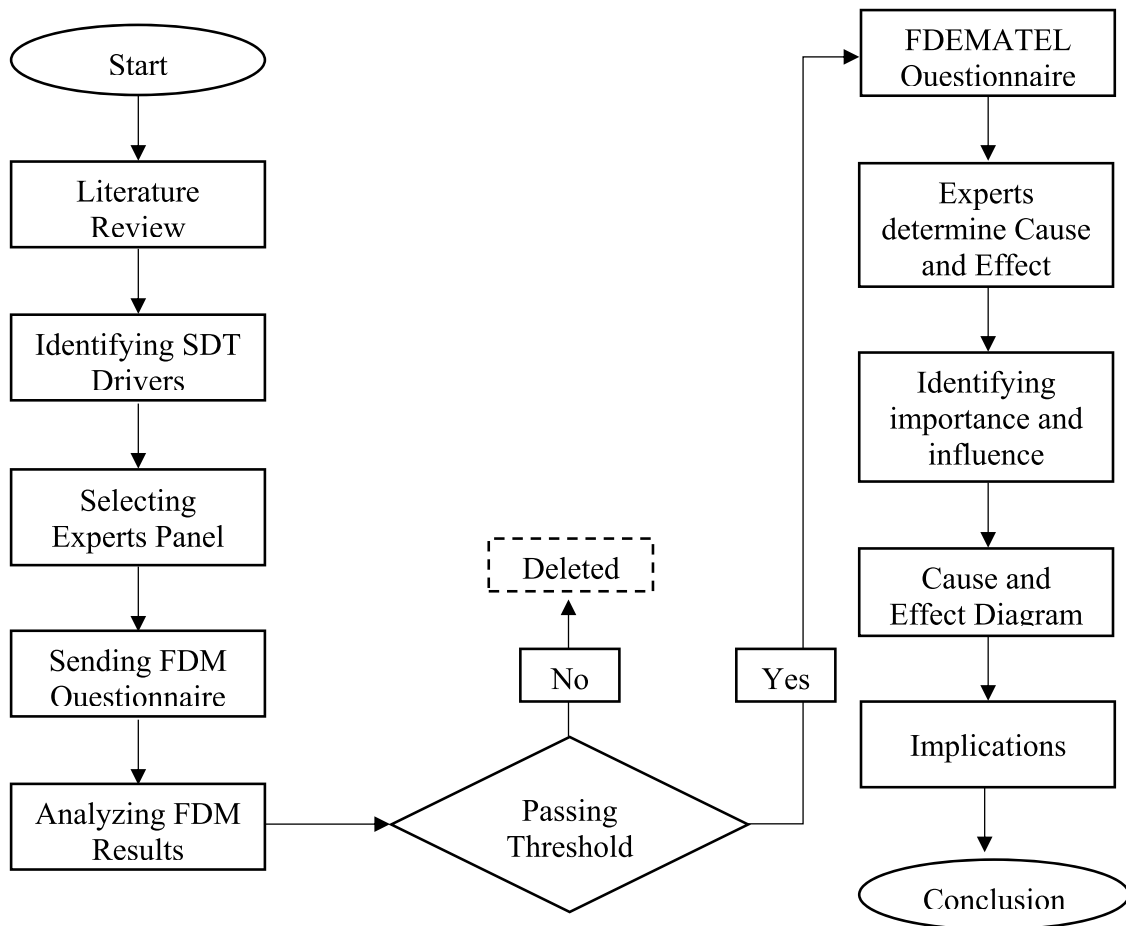 Start
Literature
Review
Identifying SDT
Drivers
Selecting
Experts Panel
Sending FDM
Questionnaire
Analyzing FDM
Results
Passing
Threshold
No
Deleted
Yes
FDEMATEL
Questionnaire
Experts
determine Cause
and Effect
Identifying
importance and
influence
Cause and
Effect Diagram
Implications
Conclusion